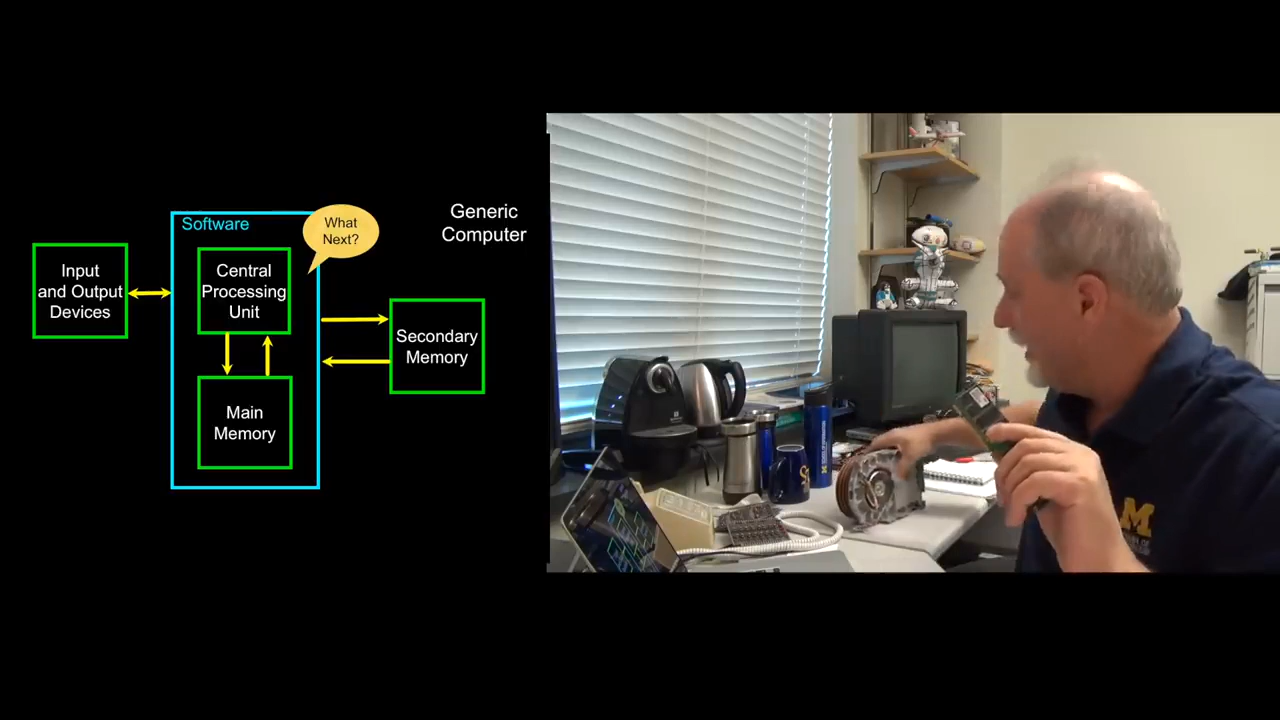 Generic
Computer
Software
What
Next?
Input
and Output
Devices
Central
Processing
Unit
Secondary
Memory
Main
Memory
M